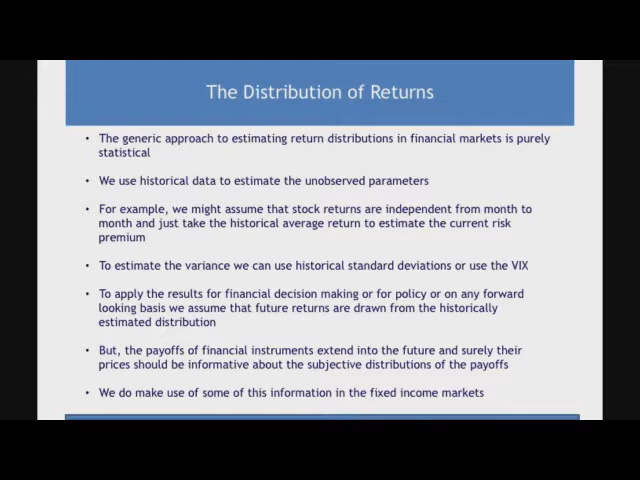 The Distribution of Returns
• The generic approach to estimating return distributions in financial markets is purely
statistical
• We use historical data to estimate the unobserved parameters
• For example, we might assume that stock returns are independent from month to
month and just take the historical average return to estimate the current risk
premium
• To estimate the variance we can use historical standard deviations or use the VIX
• To apply the results for financial decision making or for policy or on any forward
looking basis we assume that future returns are drawn from the historically
estimated distribution
• But, the payoffs of financial instruments extend into the future and surely their
prices should be informative about the subjective distributions of the payoffs
• We do make use of some of this information in the fixed income markets